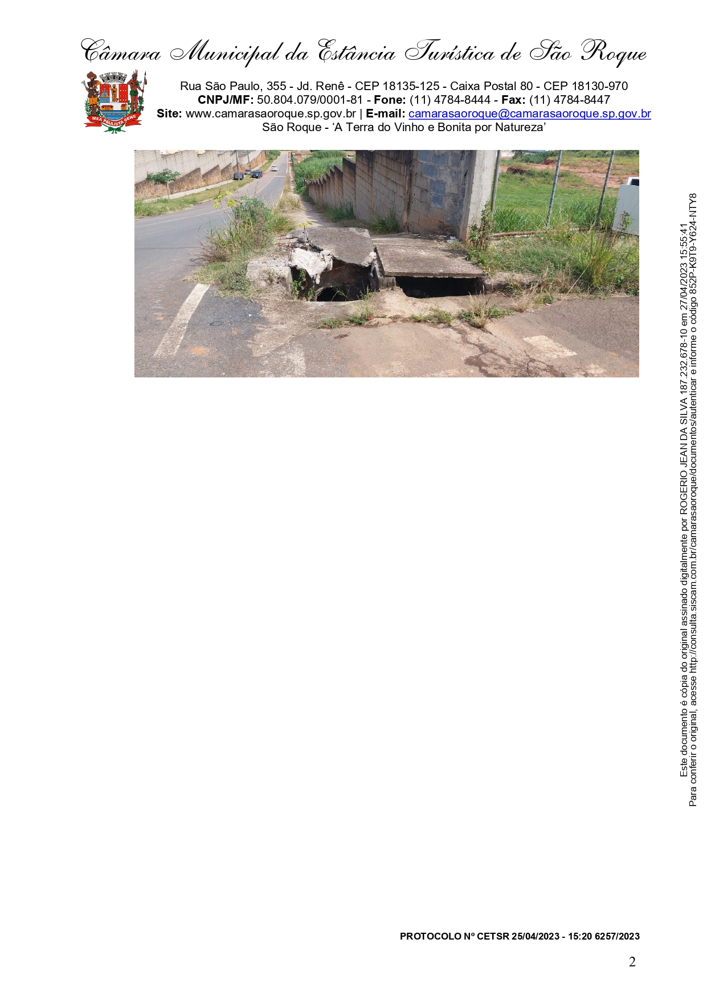 Câmara Municipal da Estância Turística de São Roque
Rua São Paulo, 355 - Jd. Renê - CEP 18135-125 - Caixa Postal 80 - CEP 18130-970
CNPJ/MF: 50.804.079/0001-81 - Fone: (11) 4784-8444 - Fax: (11) 4784-8447
Site: www.camarasaoroque.sp.gov.br | E-mail: camarasaoroque@camarasaoroque.sp.gov.br
São Roque - ‘A Terra do Vinho e Bonita por Natureza’
MEA PAULISTA GENS
Este documento é cópia do original assinado digitalmente por ROGERIO JEAN DA SILVA 187.232.678-10 em 27/04/2023 15:55:41
Para conferir o original, acesse http://consulta.siscam.com.br/camarasaoroque/documentos/autenticar e informe o código 852P-K9T9-Y624-NTY8
PROTOCOLO Nº CETSR 25/04/2023 - 15:20 6257/2023
2